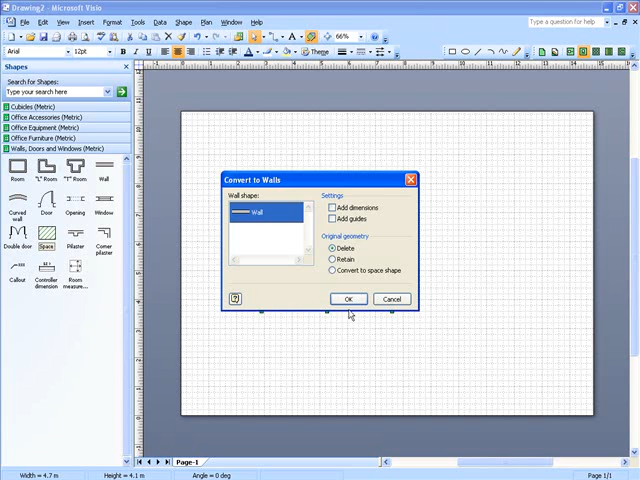 Drawing2 - Microsoft Visio
File Edit View Insert Format Tools Data Shape Plan Window Help
Type a question for help
Arial 12pt. B I U Theme 66%
Shapes
Search for Shapes:
Type your search here
Cubicles (Metric)
Office Accessories (Metric)
Office Equipment (Metric)
Office Furniture (Metric)
Walls, Doors and Windows (Metric)
Room "L" Room "T" Room Wall
Curved wall Door Opening Window
Double door Space Pilaster Corner pilaster
Callout Controller dimension Room measure...
Convert to Walls
Wall shape:
Wall
Settings
Add dimensions
Add guides
Original geometry
Delete
Retain
Convert to space shape
OK Cancel
Page-1
Width = 4.7 m Height = 4.1 m Angle = 0 deg Page 1/1